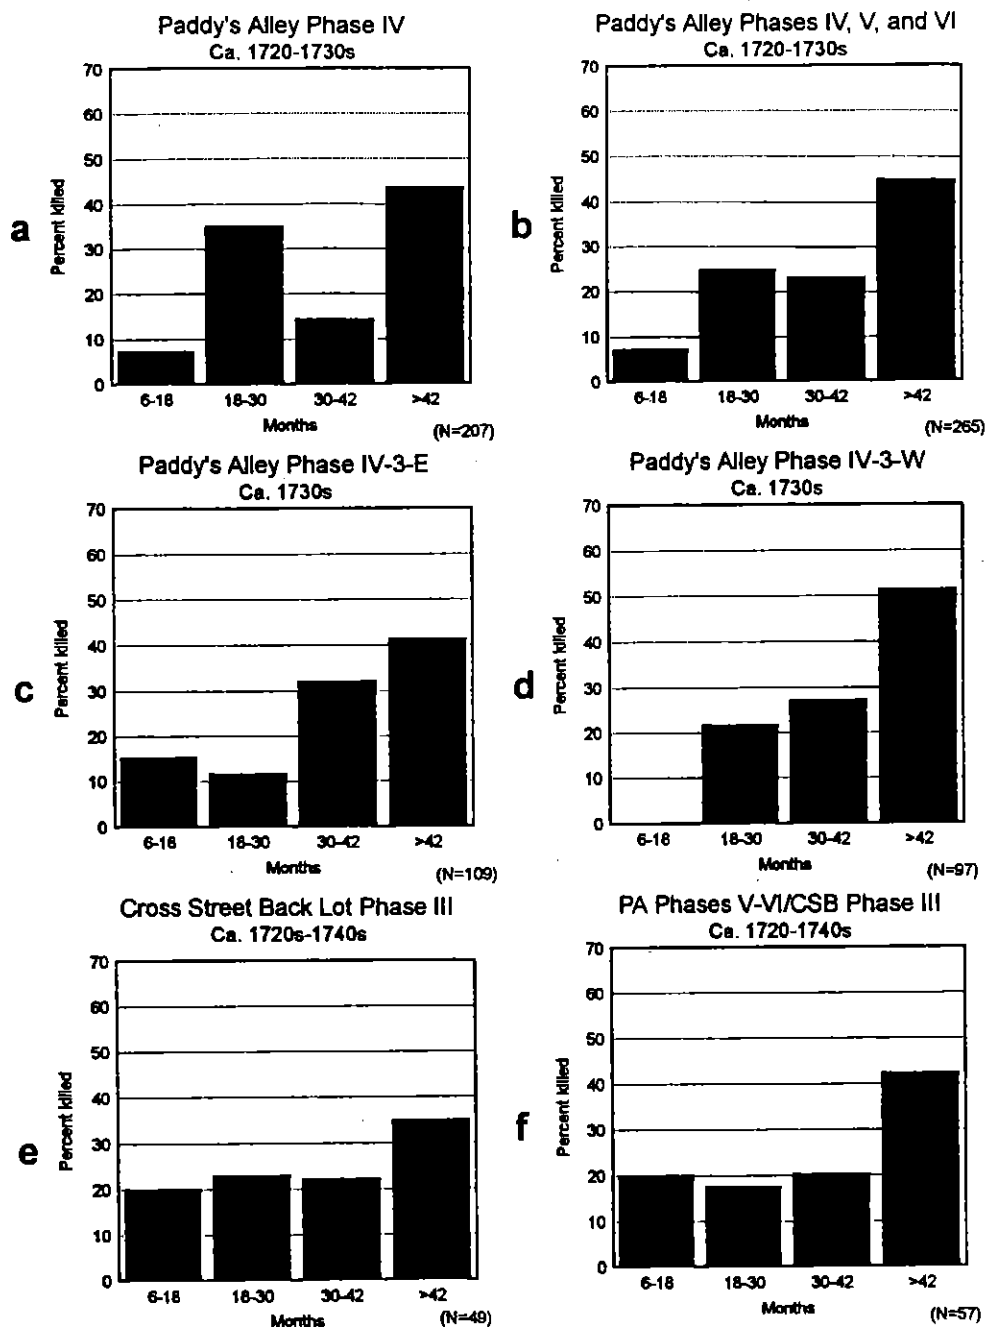 Paddy's Alley Phase IV
Ca. 1720-1730s
70
60
50
40
30
20
10
0
Percent killed
a
6-18
18-30
30-42
>42
Months
(N=207)
Paddy's Alley Phases IV, V, and VI
Ca. 1720-1730s
70
60
50
40
30
20
10
0
Percent killed
b
6-18
18-30
30-42
>42
Months
(N=265)
Paddy's Alley Phase IV-3-E
Ca. 1730s
70
60
50
40
30
20
10
0
Percent killed
c
6-18
18-30
30-42
>42
Months
(N=109)
Paddy's Alley Phase IV-3-W
Ca. 1730s
70
60
50
40
30
20
10
0
Percent killed
d
6-18
18-30
30-42
>42
Months
(N=97)
Cross Street Back Lot Phase III
Ca. 1720s-1740s
70
60
50
40
30
20
10
0
Percent killed
e
6-18
18-30
30-42
>42
Months
(N=49)
PA Phases V-VI/CSB Phase III
Ca. 1720-1740s
70
60
50
40
30
20
10
0
Percent killed
f
6-18
18-30
30-42
>42
Months
(N=57)